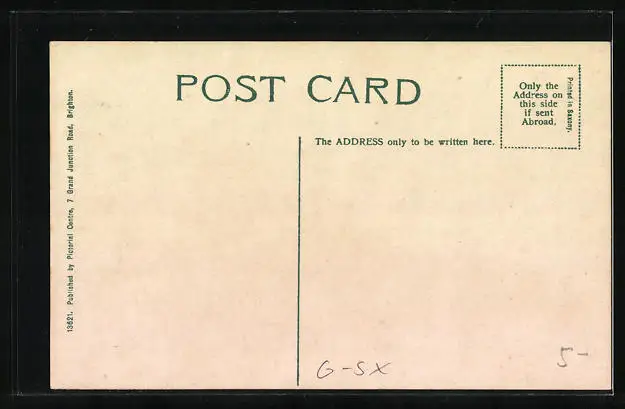 POST CARD
Only the
Address on
this side
if sent
Abroad.
Printed in Saxony.
The ADDRESS only to be written here.
13621. Published by Pictorial Centre, 7 Grand Junction Road, Brighton.
G-SX
5-